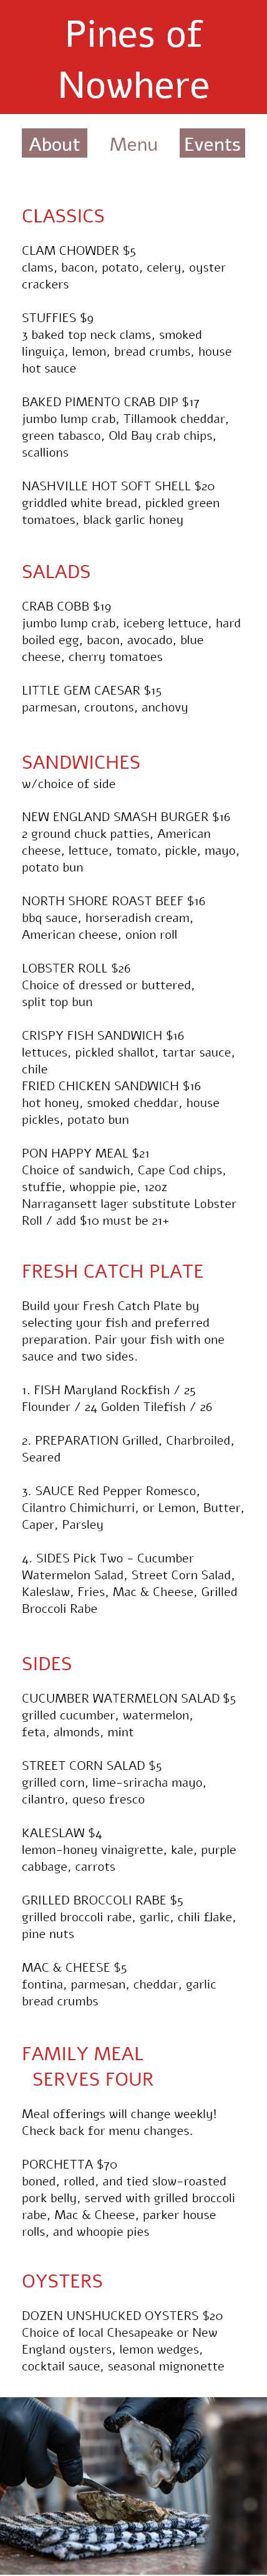 Pines of
Nowhere
About Menu Events
CLASSICS
CLAM CHOWDER $5
clams, bacon, potato, celery, oyster
crackers
STUFFIES $9
3 baked top neck clams, smoked
linguiça, lemon, bread crumbs, house
hot sauce
BAKED PIMENTO CRAB DIP $17
jumbo lump crab, Tillamook cheddar,
green tabasco, Old Bay crab chips,
scallions
NASHVILLE HOT SOFT SHELL $20
griddled white bread, pickled green
tomatoes, black garlic honey
SALADS
CRAB COBB $19
jumbo lump crab, iceberg lettuce, hard
boiled egg, bacon, avocado, blue
cheese, cherry tomatoes
LITTLE GEM CAESAR $15
parmesan, croutons, anchovy
SANDWICHES
w/choice of side
NEW ENGLAND SMASH BURGER $16
2 ground chuck patties, American
cheese, lettuce, tomato, pickle, mayo,
potato bun
NORTH SHORE ROAST BEEF $16
bbq sauce, horseradish cream,
American cheese, onion roll
LOBSTER ROLL $26
Choice of dressed or buttered,
split top bun
CRISPY FISH SANDWICH $16
lettuces, pickled shallot, tartar sauce,
chile
FRIED CHICKEN SANDWICH $16
hot honey, smoked cheddar, house
pickles, potato bun
PON HAPPY MEAL $21
Choice of sandwich, Cape Cod chips,
stuffie, whoppie pie, 12oz
Narragansett lager substitute Lobster
Roll / add $10 must be 21+
FRESH CATCH PLATE
Build your Fresh Catch Plate by
selecting your fish and preferred
preparation. Pair your fish with one
sauce and two sides.
1. FISH Maryland Rockfish / 25
Flounder / 24 Golden Tilefish / 26
2. PREPARATION Grilled, Charbroiled,
Seared
3. SAUCE Red Pepper Romesco,
Cilantro Chimichurri, or Lemon, Butter,
Caper, Parsley
4. SIDES Pick Two - Cucumber
Watermelon Salad, Street Corn Salad,
Kaleslaw, Fries, Mac & Cheese, Grilled
Broccoli Rabe
SIDES
CUCUMBER WATERMELON SALAD $5
grilled cucumber, watermelon,
feta, almonds, mint
STREET CORN SALAD $5
grilled corn, lime-sriracha mayo,
cilantro, queso fresco
KALESLAW $4
lemon-honey vinaigrette, kale, purple
cabbage, carrots
GRILLED BROCCOLI RABE $5
grilled broccoli rabe, garlic, chili flake,
pine nuts
MAC & CHEESE $5
fontina, parmesan, cheddar, garlic
bread crumbs
FAMILY MEAL
SERVES FOUR
Meal offerings will change weekly!
Check back for menu changes.
PORCHETTA $70
boned, rolled, and tied slow-roasted
pork belly, served with grilled broccoli
rabe, Mac & Cheese, parker house
rolls, and whoopie pies
OYSTERS
DOZEN UNSHUCKED OYSTERS $20
Choice of local Chesapeake or New
England oysters, lemon wedges,
cocktail sauce, seasonal mignonette